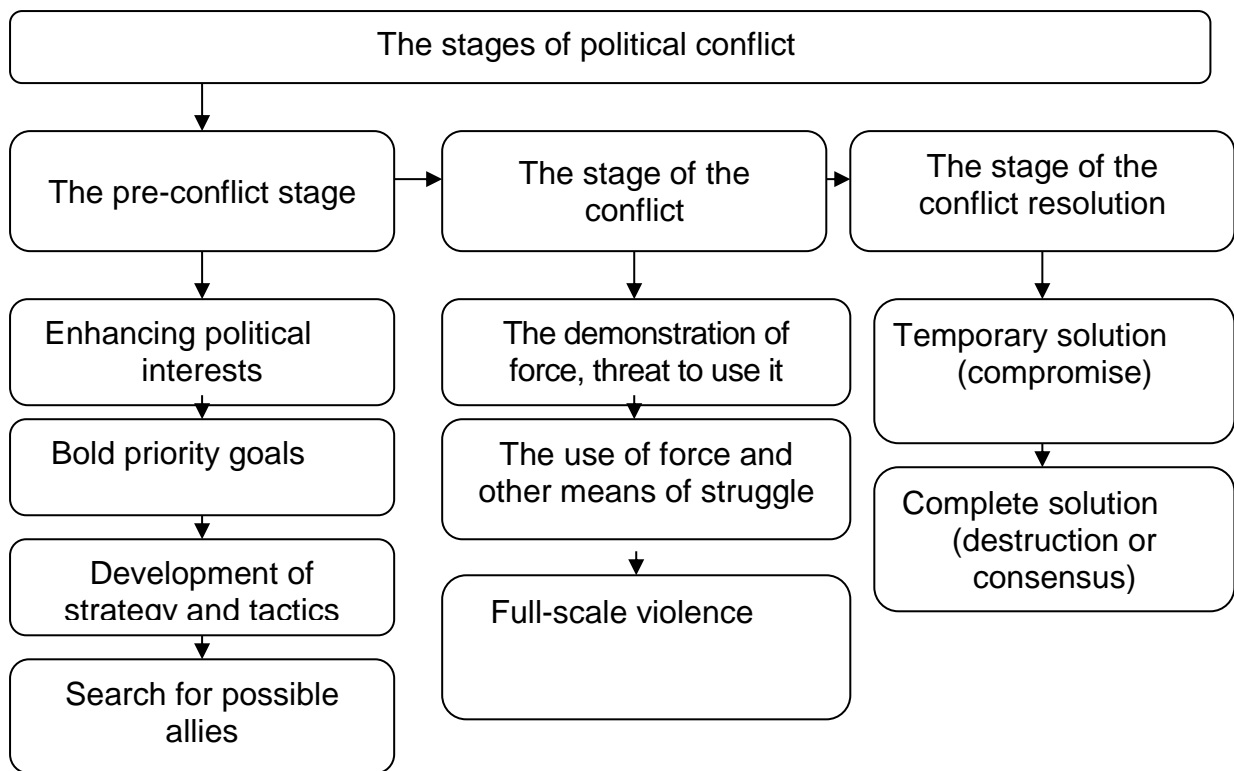 The stages of political conflict
The pre-conflict stage
The stage of the
conflict
The stage of the
conflict resolution
Enhancing political
interests
Bold priority goals
Development of
strategy and tactics
Search for possible
allies
The demonstration of
force, threat to use it
The use of force and
other means of struggle
Full-scale violence
Temporary solution
(compromise)
Complete solution
(destruction or
consensus)